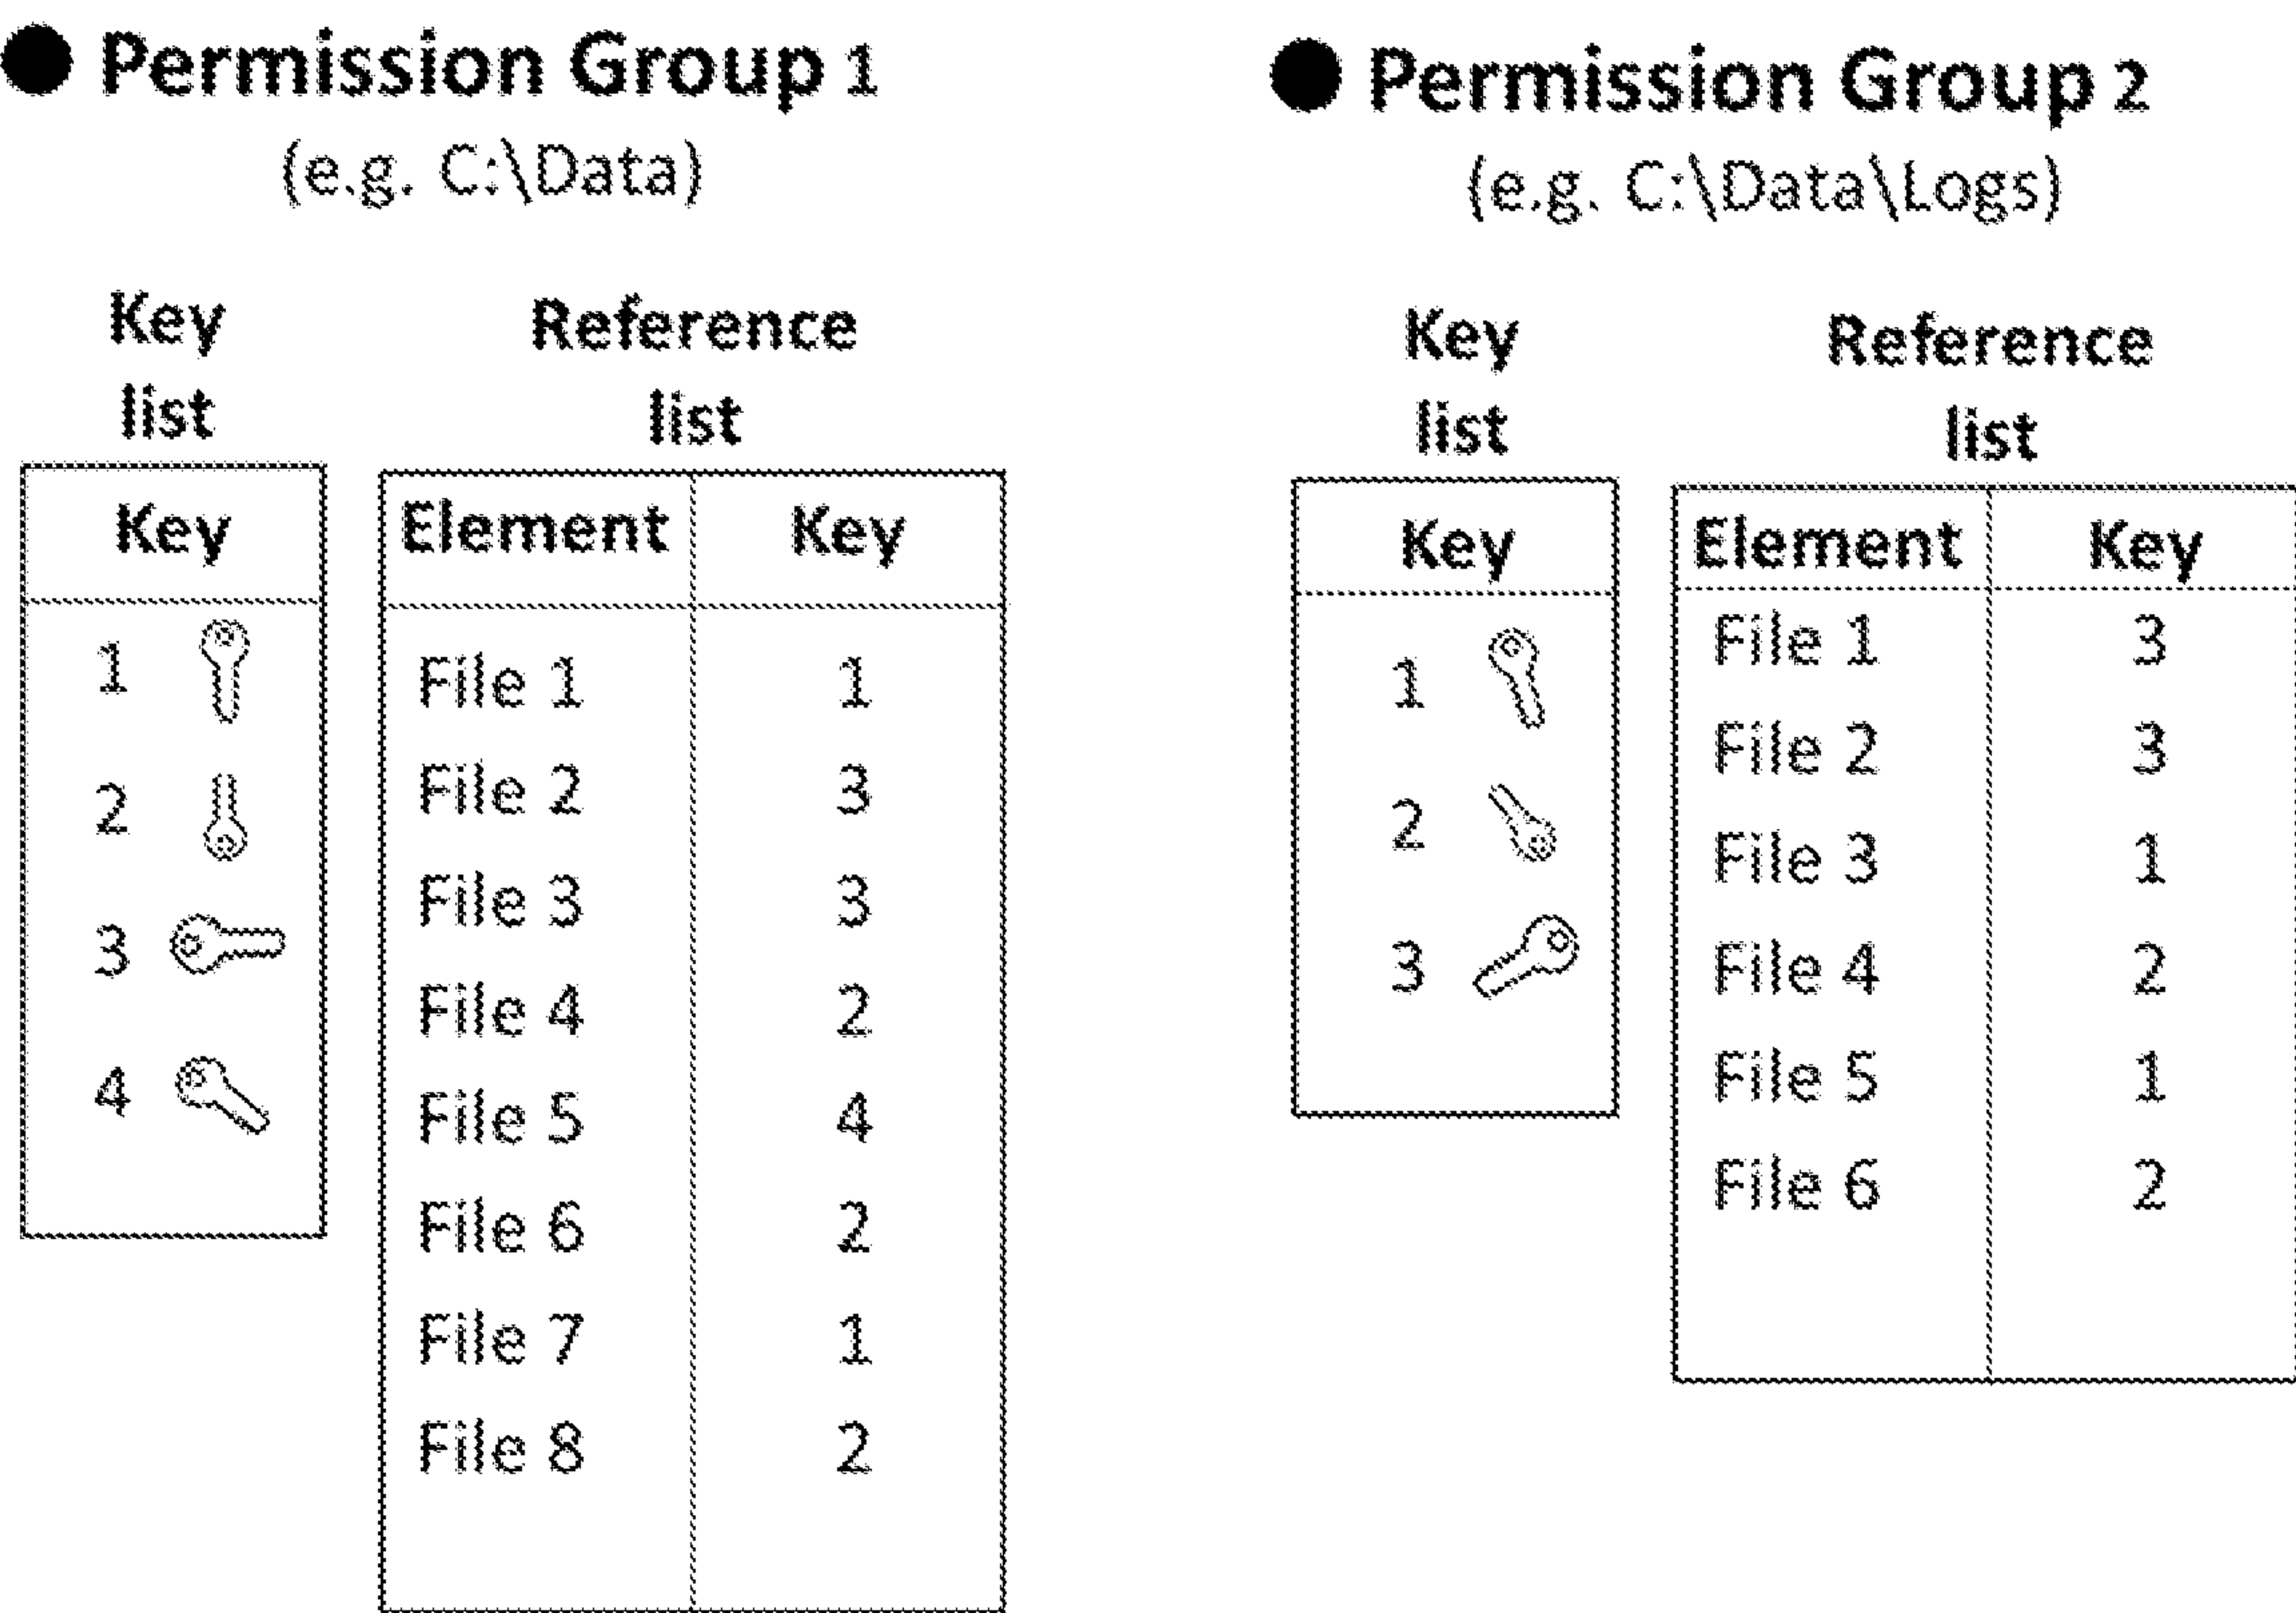 ● Permission Group 1
(e.g. C:\Data)
Key
list
Reference
list
Key
1
2
3
4
Element Key
File 1 1
File 2 3
File 3 3
File 4 2
File 5 4
File 6 2
File 7 1
File 8 2
● Permission Group 2
(e.g. C:\Data\Logs)
Key
list
Reference
list
Key
1
2
3
Element Key
File 1 3
File 2 3
File 3 1
File 4 2
File 5 1
File 6 2